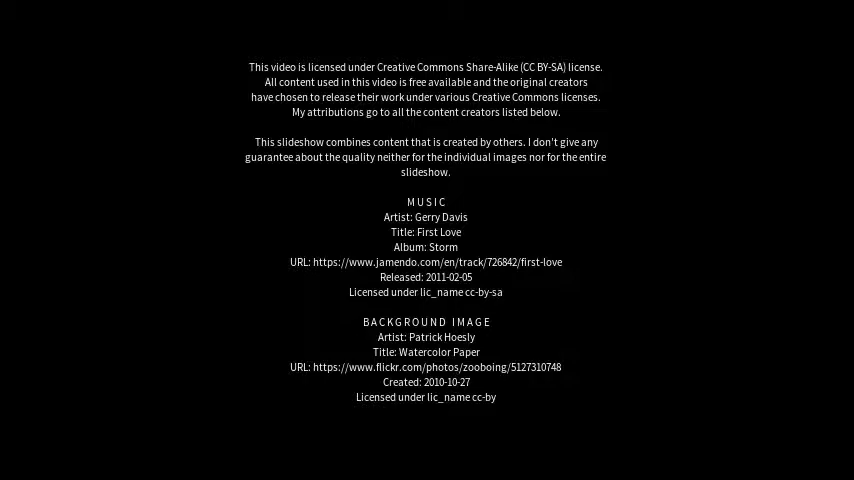 This video is licensed under Creative Commons Share-Alike (CC BY-SA) license.
All content used in this video is free available and the original creators
have chosen to release their work under various Creative Commons licenses.
My attributions go to all the content creators listed below.
This slideshow combines content that is created by others. I don't give any
guarantee about the quality neither for the individual images nor for the entire
slideshow.
MUSIC
Artist: Gerry Davis
Title: First Love
Album: Storm
URL: https://www.jamendo.com/en/track/726842/first-love
Released: 2011-02-05
Licensed under lic_name cc-by-sa
BACKGROUND IMAGE
Artist: Patrick Hoesly
Title: Watercolor Paper
URL: https://www.flickr.com/photos/zooboing/5127310748
Created: 2010-10-27
Licensed under lic_name cc-by